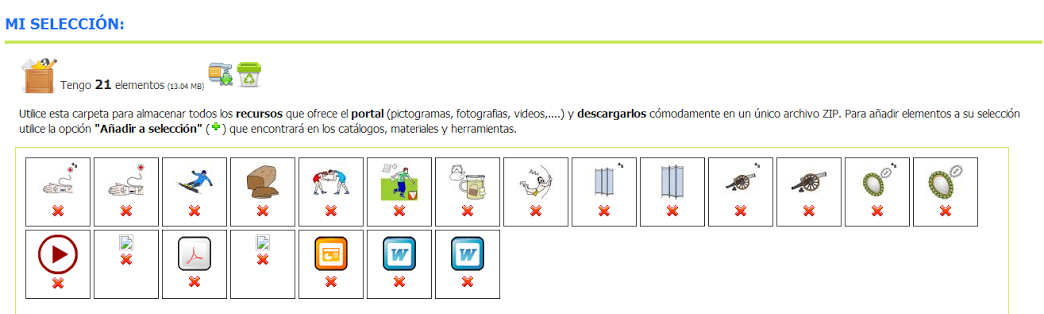 MI SELECCIÓN:
Tengo 21 elementos (13.04 MB)
Utilice esta carpeta para almacenar todos los recursos que ofrece el portal (pictogramas, fotografias, videos,....) y descargarlos cómodamente en un único archivo ZIP. Para añadir elementos a su selección
utilice la opción "Añadir a selección" ( ) que encontrará en los catálogos, materiales y herramientas.
W
W